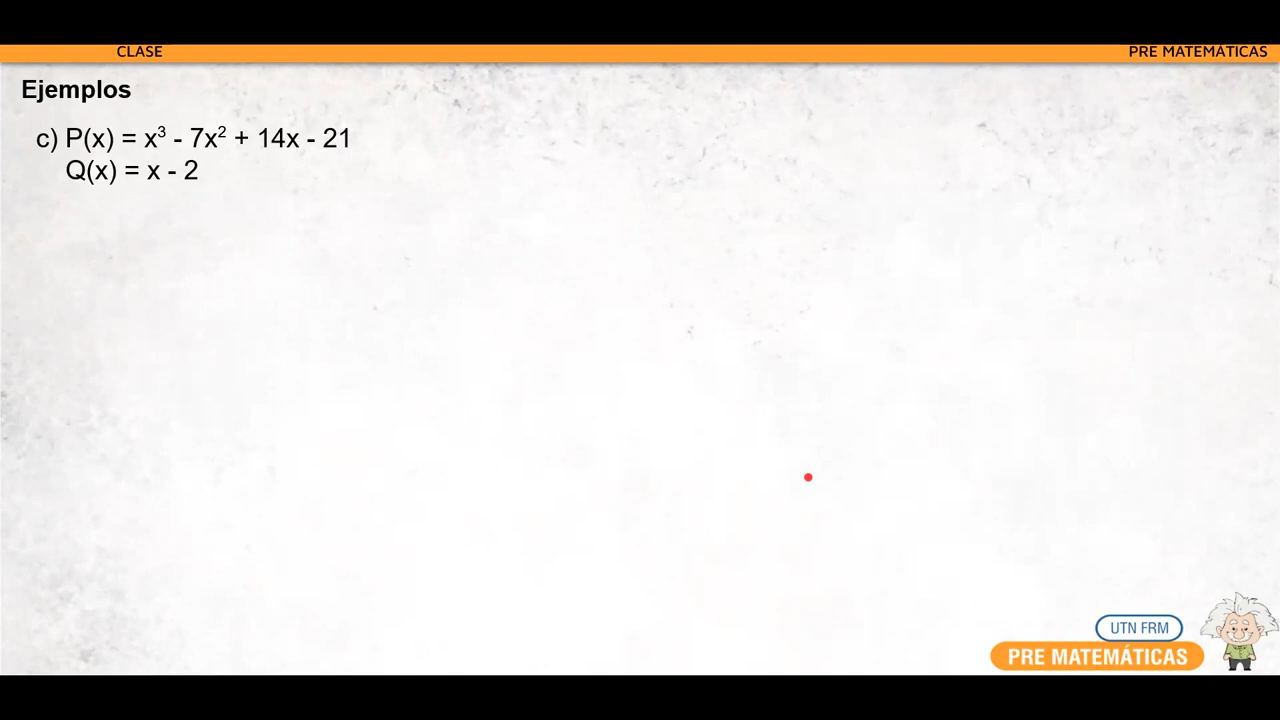 CLASE
PRE MATEMÁTICAS
Ejemplos
c) P(x) = x³ - 7x² + 14x - 21
Q(x) = x - 2
UTN FRM
PRE MATEMÁTICAS